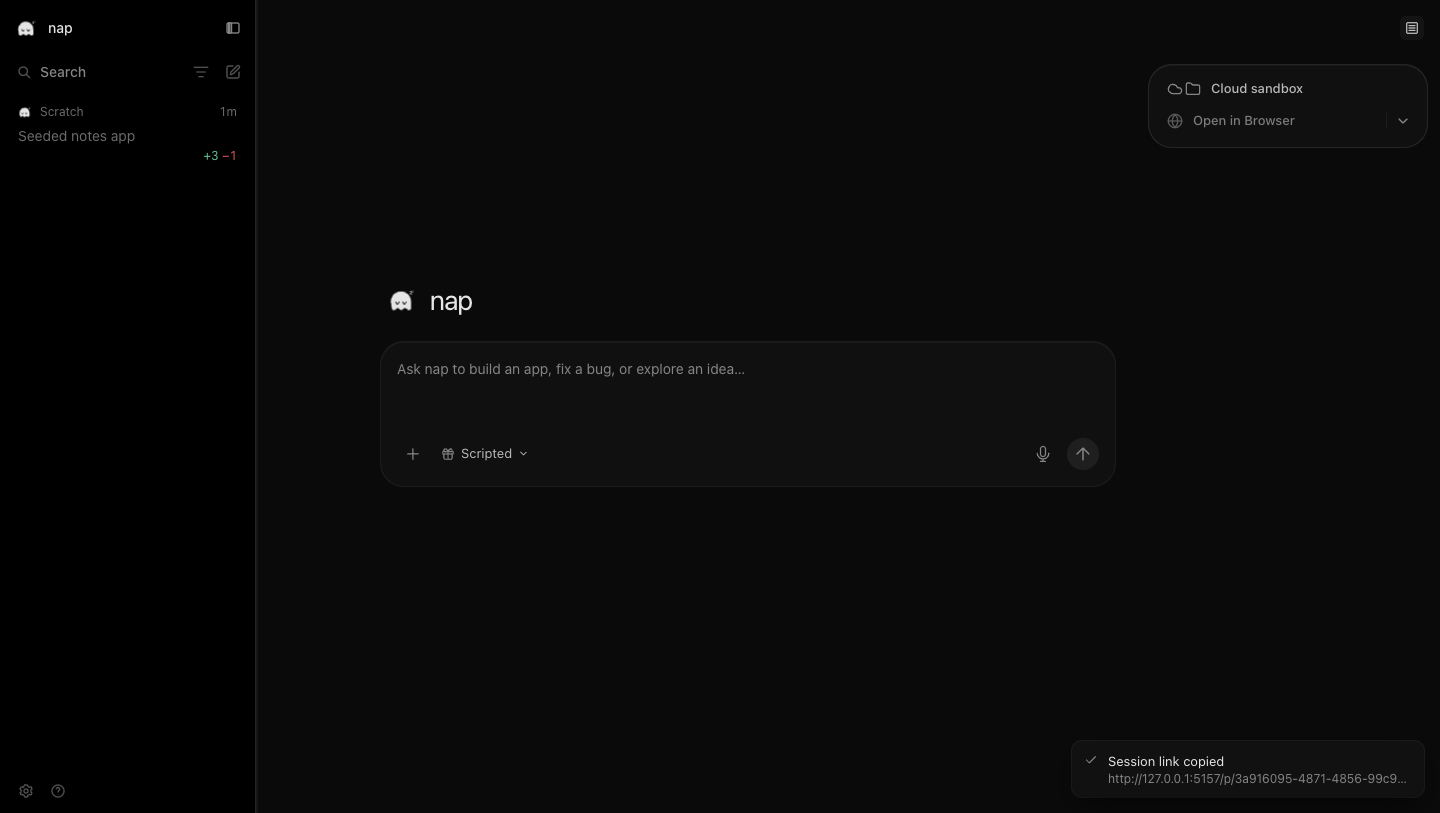 nap
Search
Scratch 1m
Seeded notes app
+3 −1
Cloud sandbox
Open in Browser
nap
Ask nap to build an app, fix a bug, or explore an idea...
Scripted
Session link copied
http://127.0.0.1:5157/p/3a916095-4871-4856-99c9...